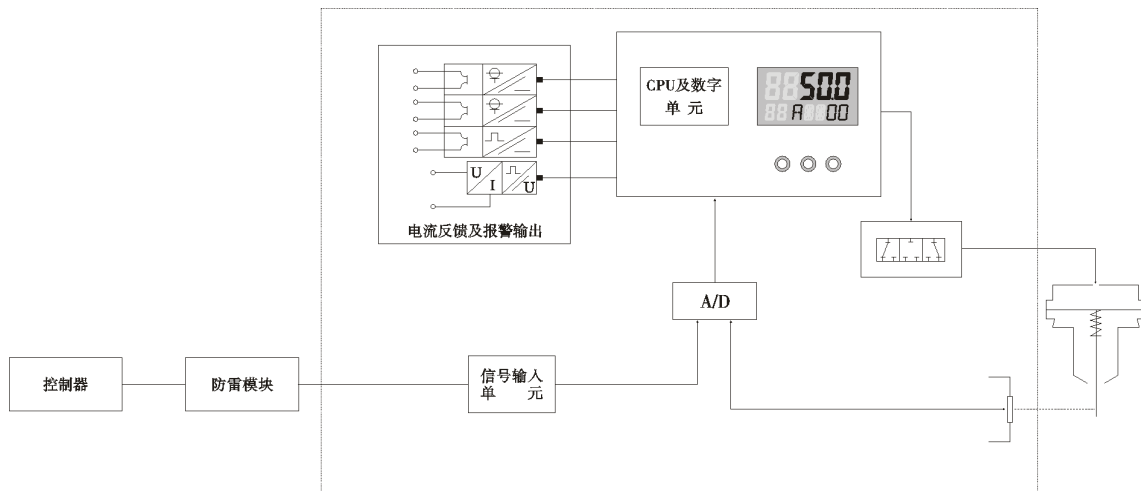 CPU及数字
单 元
88 50.0
88 A 00
U
I
U
电流反馈及报警输出
A/D
控制器
防雷模块
信号输入
单 元